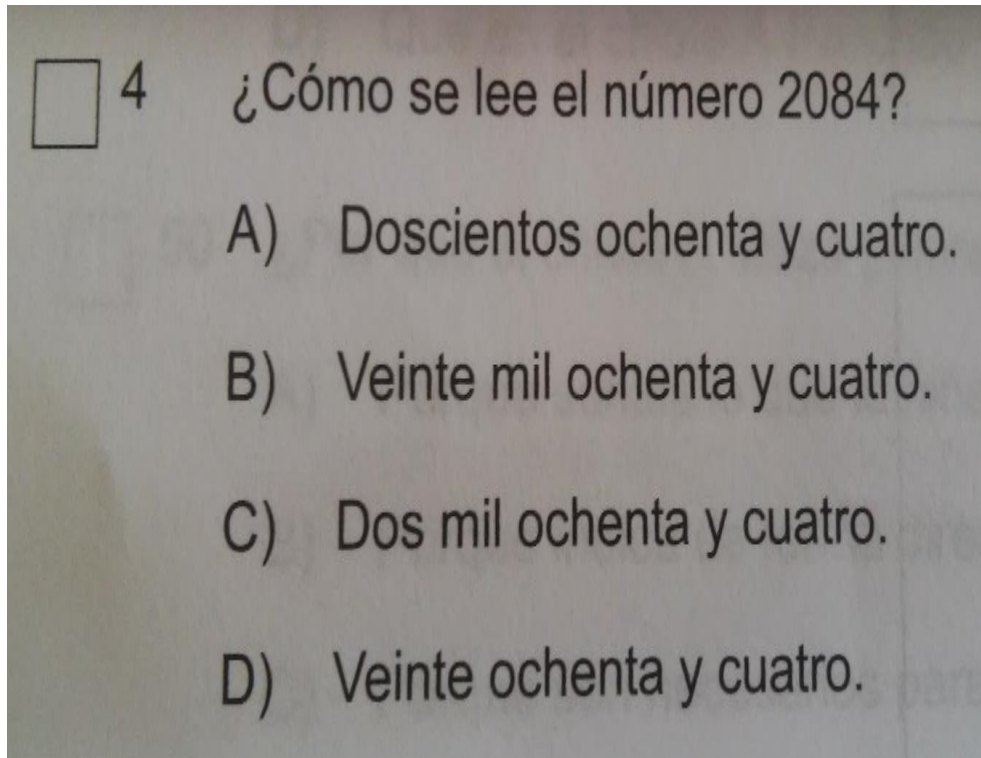 4 ¿Cómo se lee el número 2084?
A) Doscientos ochenta y cuatro.
B) Veinte mil ochenta y cuatro.
C) Dos mil ochenta y cuatro.
D) Veinte ochenta y cuatro.